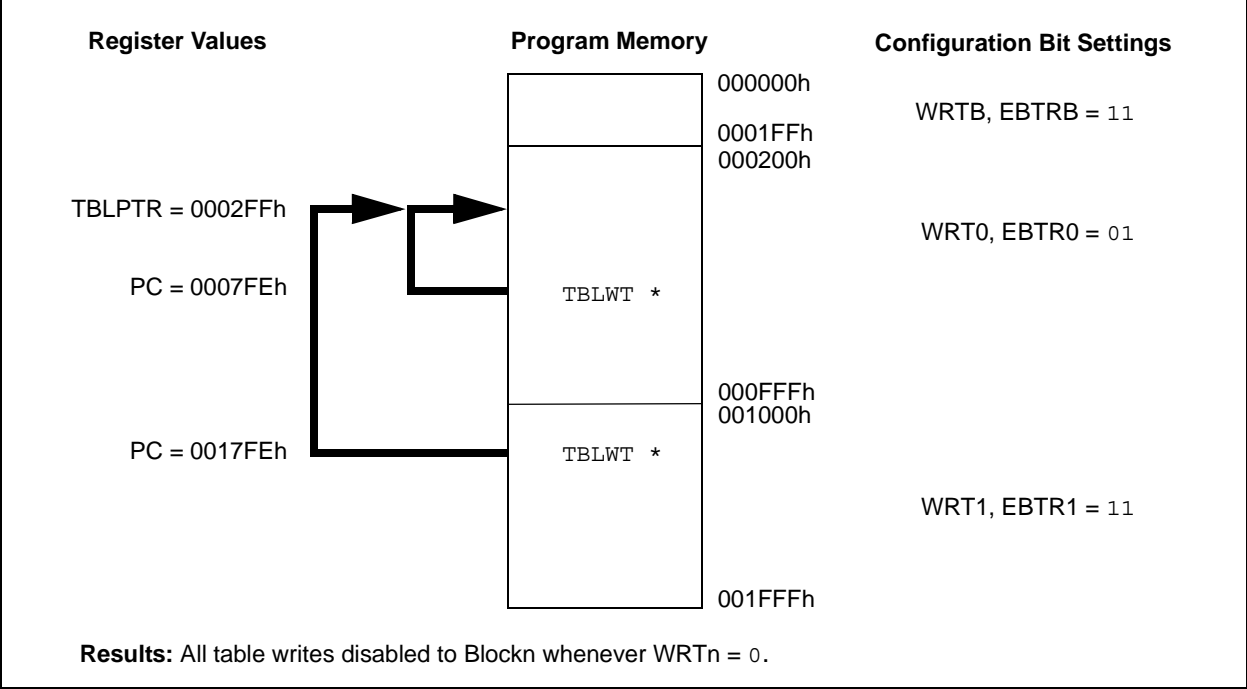 Register Values
Program Memory
Configuration Bit Settings
000000h
WRTB, EBTRB = 11
0001FFh
000200h
TBLPTR = 0002FFh
WRT0, EBTR0 = 01
PC = 0007FEh
TBLWT *
000FFFh
001000h
PC = 0017FEh
TBLWT *
WRT1, EBTR1 = 11
001FFFh
Results: All table writes disabled to Blockn whenever WRTn = 0.